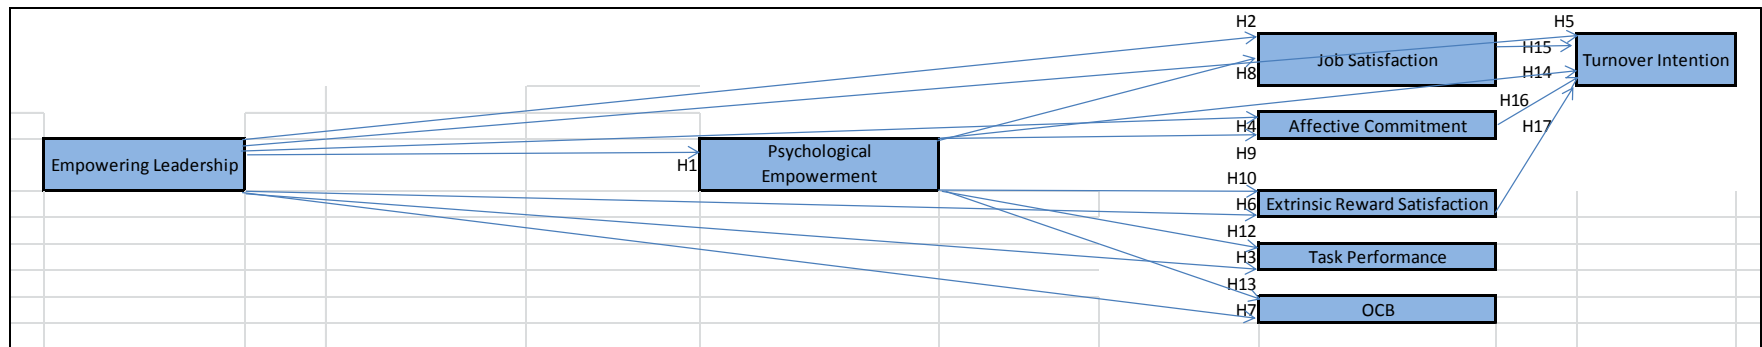 H2
H5
Job Satisfaction
H15
Turnover Intention
H8
H14
H16
Affective Commitment
H4
H17
Empowering Leadership
H1
Psychological
Empowerment
H9
H10
Extrinsic Reward Satisfaction
H6
H12
Task Performance
H3
H13
OCB
H7